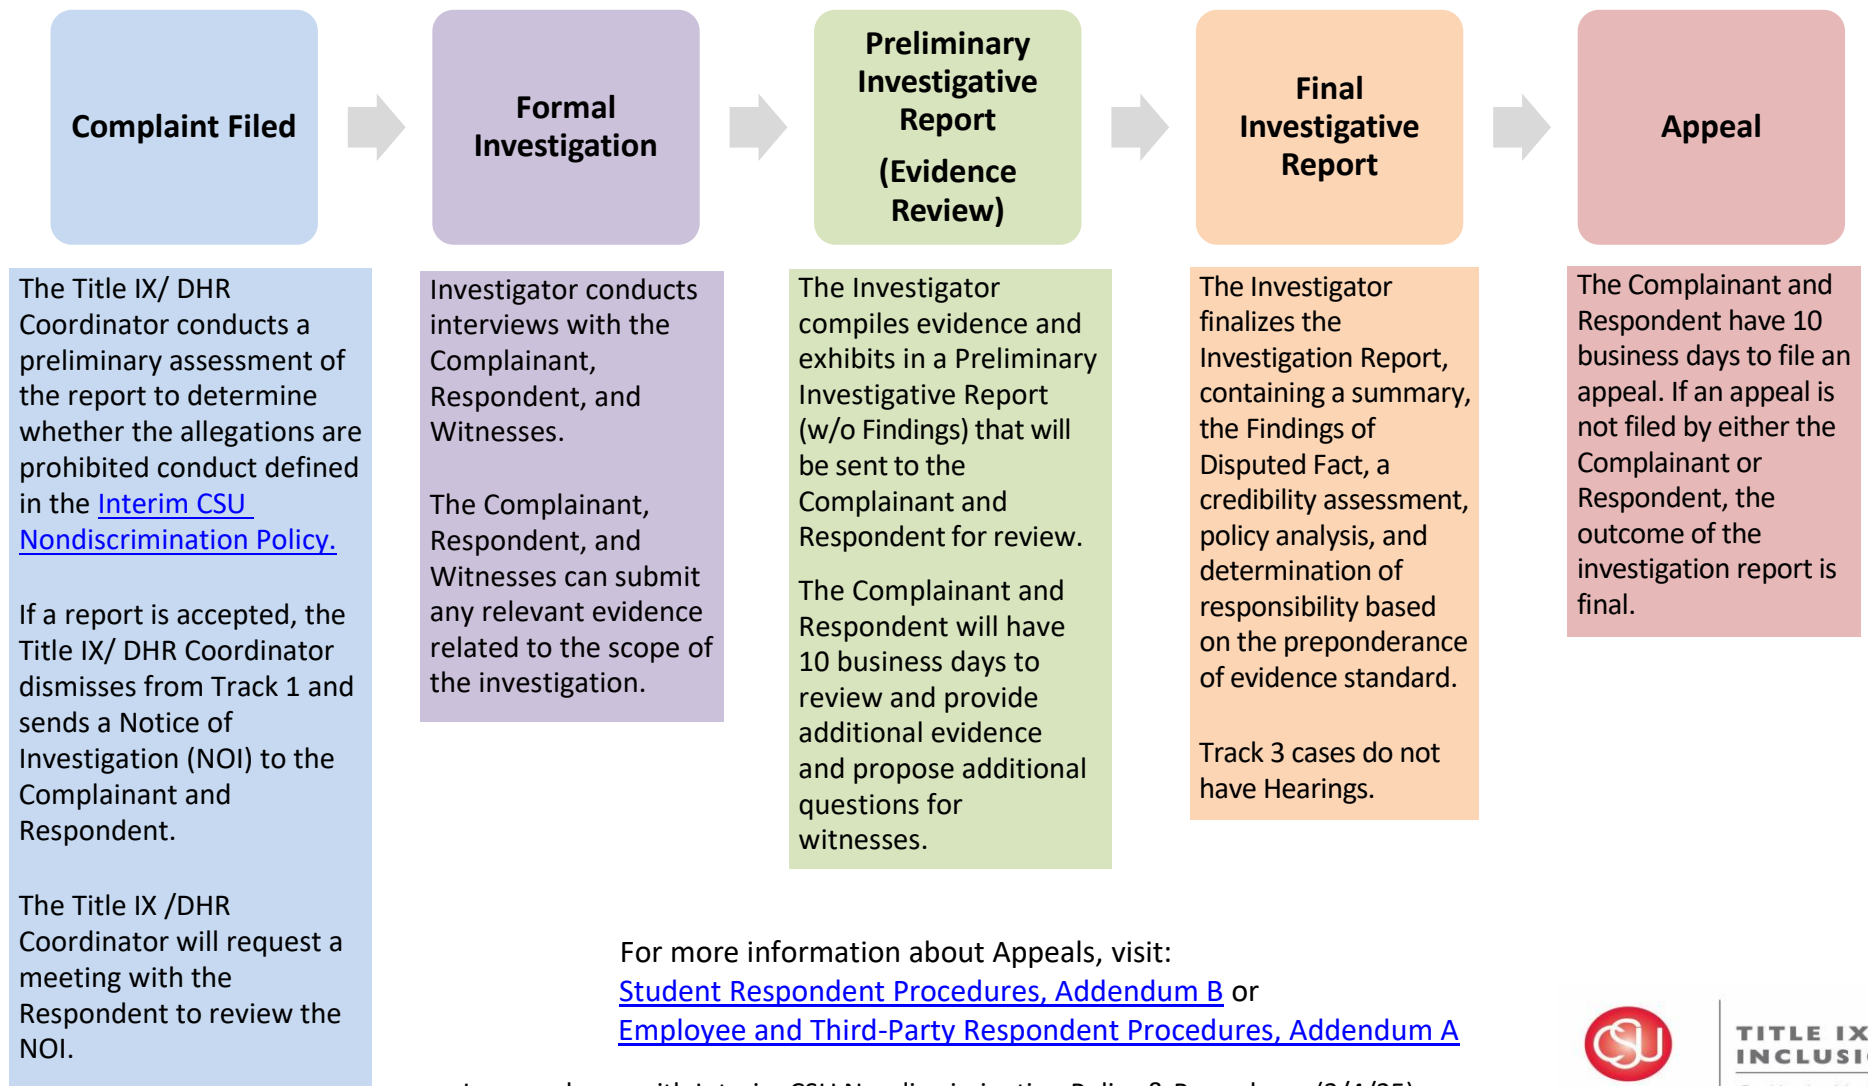 Complaint Filed
Formal
Investigation
Preliminary
Investigative
Report
(Evidence
Review)
Final
Investigative
Report
Appeal
The Title IX/ DHR
Coordinator conducts a
preliminary assessment of
the report to determine
whether the allegations are
prohibited conduct defined
in the Interim CSU
Nondiscrimination Policy.
If a report is accepted, the
Title IX/ DHR Coordinator
dismisses from Track 1 and
sends a Notice of
Investigation (NOI) to the
Complainant and
Respondent.
The Title IX /DHR
Coordinator will request a
meeting with the
Respondent to review the
NOI.
Investigator conducts
interviews with the
Complainant,
Respondent, and
Witnesses.
The Complainant,
Respondent, and
Witnesses can submit
any relevant evidence
related to the scope of
the investigation.
The Investigator
compiles evidence and
exhibits in a Preliminary
Investigative Report
(w/o Findings) that will
be sent to the
Complainant and
Respondent for review.
The Complainant and
Respondent will have
10 business days to
review and provide
additional evidence
and propose additional
questions for
witnesses.
The Investigator
finalizes the
Investigation Report,
containing a summary,
the Findings of
Disputed Fact, a
credibility assessment,
policy analysis, and
determination of
responsibility based
on the preponderance
of evidence standard.
Track 3 cases do not
have Hearings.
The Complainant and
Respondent have 10
business days to file an
appeal. If an appeal is
not filed by either the
Complainant or
Respondent, the
outcome of the
investigation report is
final.
For more information about Appeals, visit:
Student Respondent Procedures, Addendum B or
Employee and Third-Party Respondent Procedures, Addendum A
CSU
TITLE IX